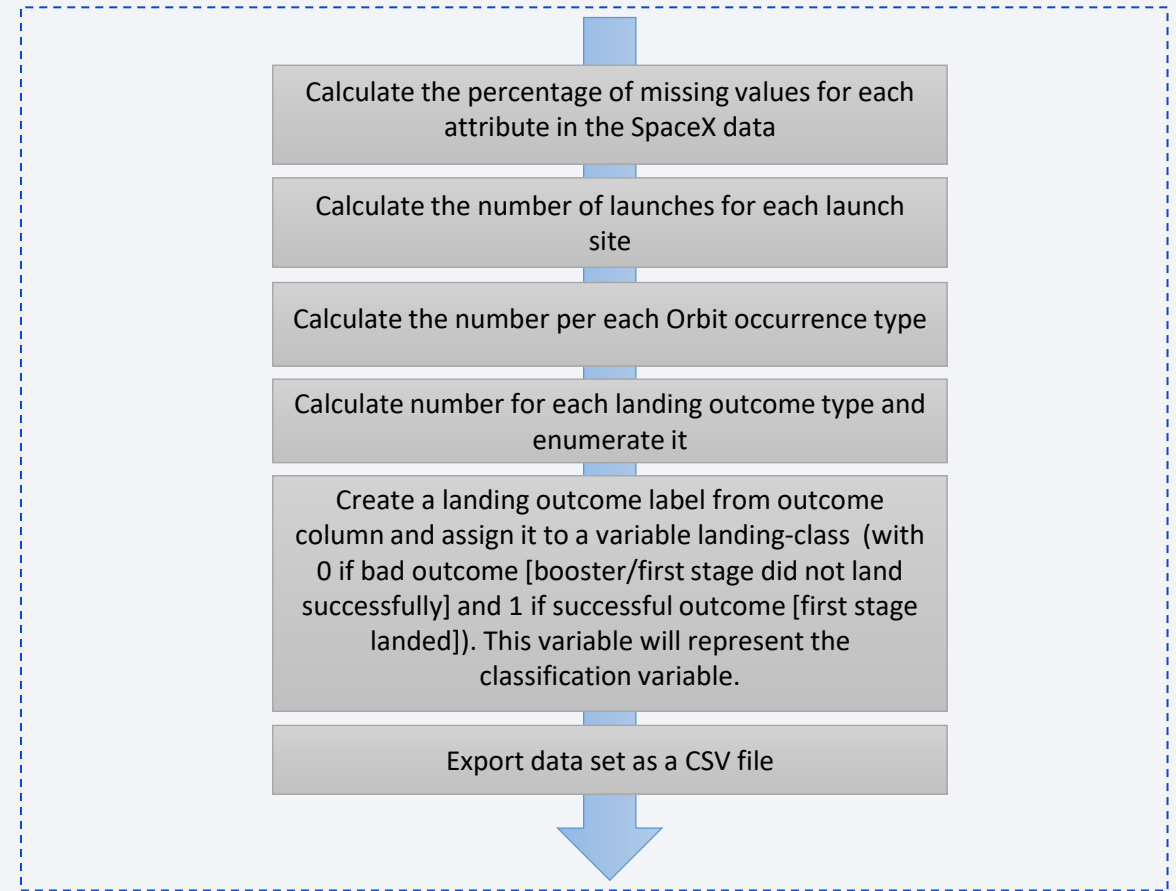 Calculate the percentage of missing values for each
attribute in the SpaceX data
Calculate the number of launches for each launch
site
Calculate the number per each Orbit occurrence type
Calculate number for each landing outcome type and
enumerate it
Create a landing outcome label from outcome
column and assign it to a variable landing-class  (with
0 if bad outcome [booster/first stage did not land
successfully] and 1 if successful outcome [first stage
landed]). This variable will represent the
classification variable.
Export data set as a CSV file